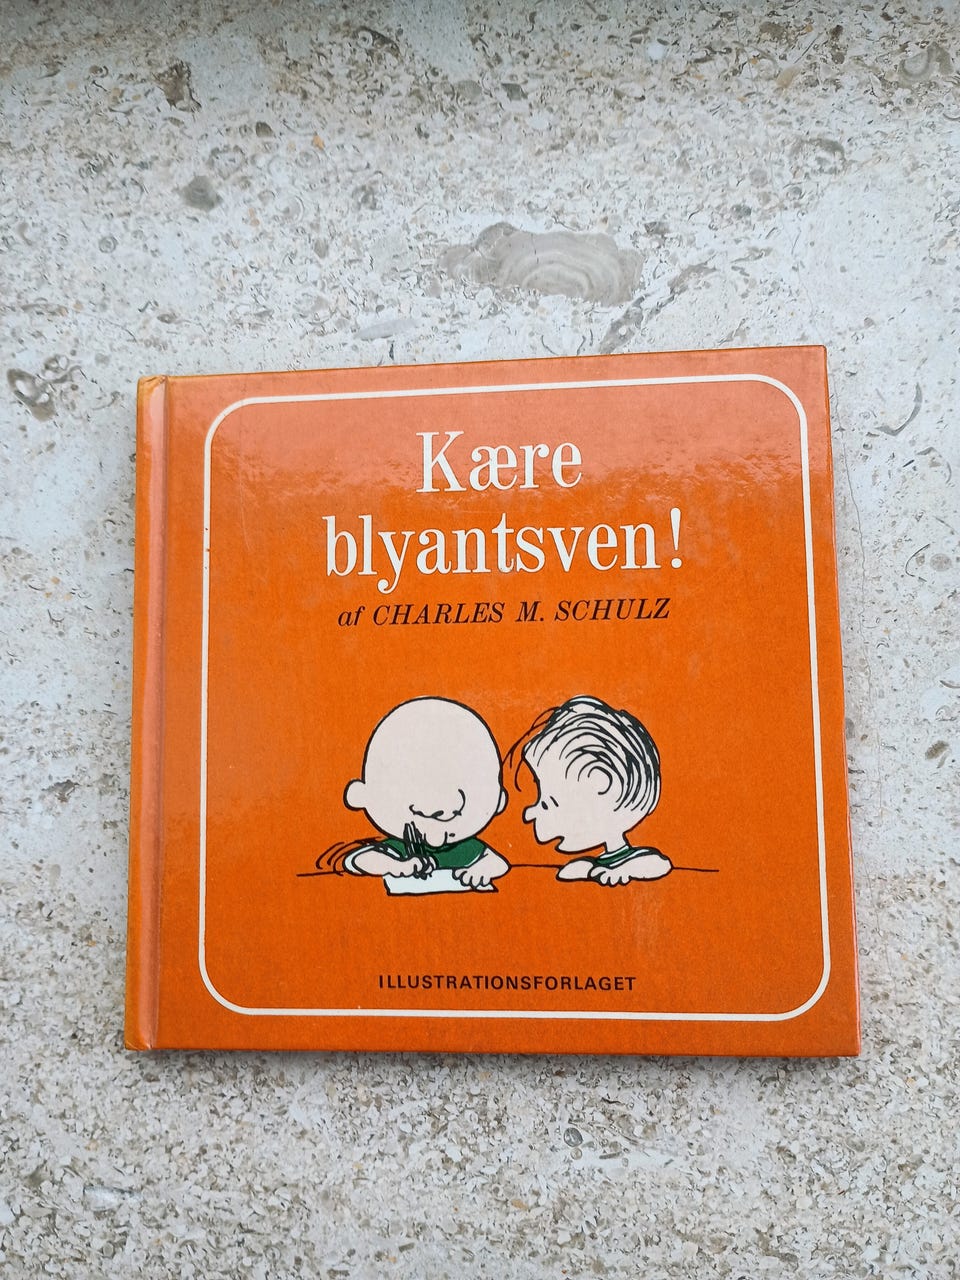 Kære
blyantsven!
af CHARLES M. SCHULZ
ILLUSTRATIONSFORLAGET